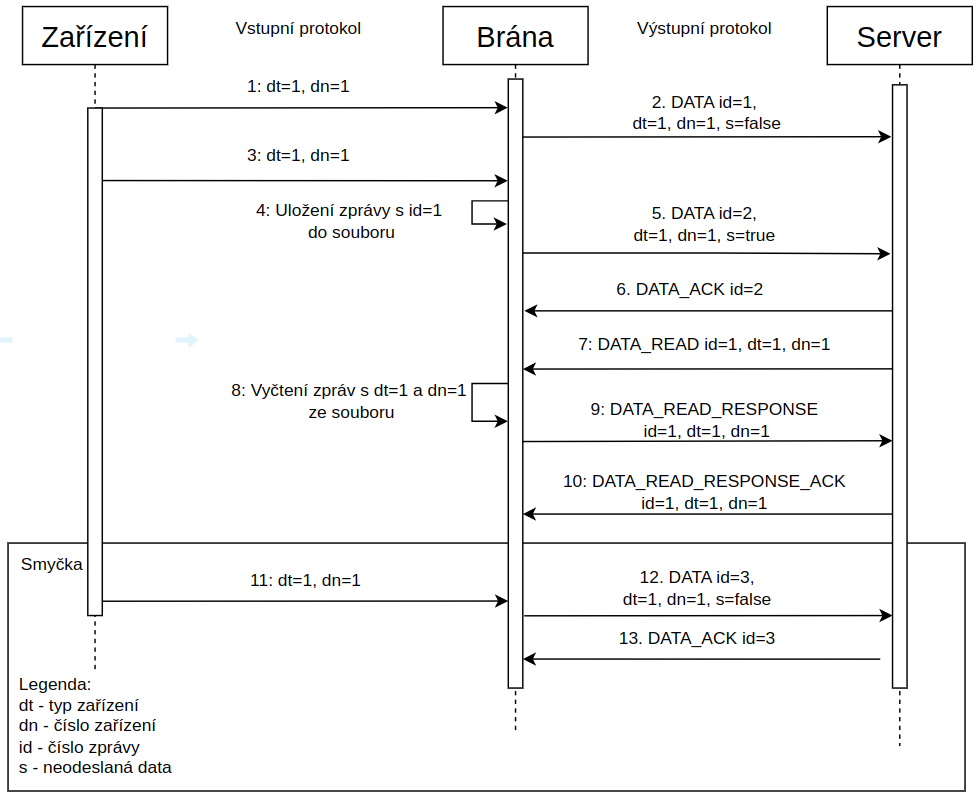 Zařízení
Vstupní protokol
Brána
Výstupní protokol
Server
1: dt=1, dn=1
2. DATA id=1,
dt=1, dn=1, s=false
3: dt=1, dn=1
4: Uložení zprávy s id=1
do souboru
5. DATA id=2,
dt=1, dn=1, s=true
6. DATA_ACK id=2
7: DATA_READ id=1, dt=1, dn=1
8: Vyčtení zpráv s dt=1 a dn=1
ze souboru
9: DATA_READ_RESPONSE
id=1, dt=1, dn=1
10: DATA_READ_RESPONSE_ACK
id=1, dt=1, dn=1
Smyčka
11: dt=1, dn=1
12. DATA id=3,
dt=1, dn=1, s=false
13. DATA_ACK id=3
Legenda:
dt - typ zařízení
dn - číslo zařízení
id - číslo zprávy
s - neodeslaná data